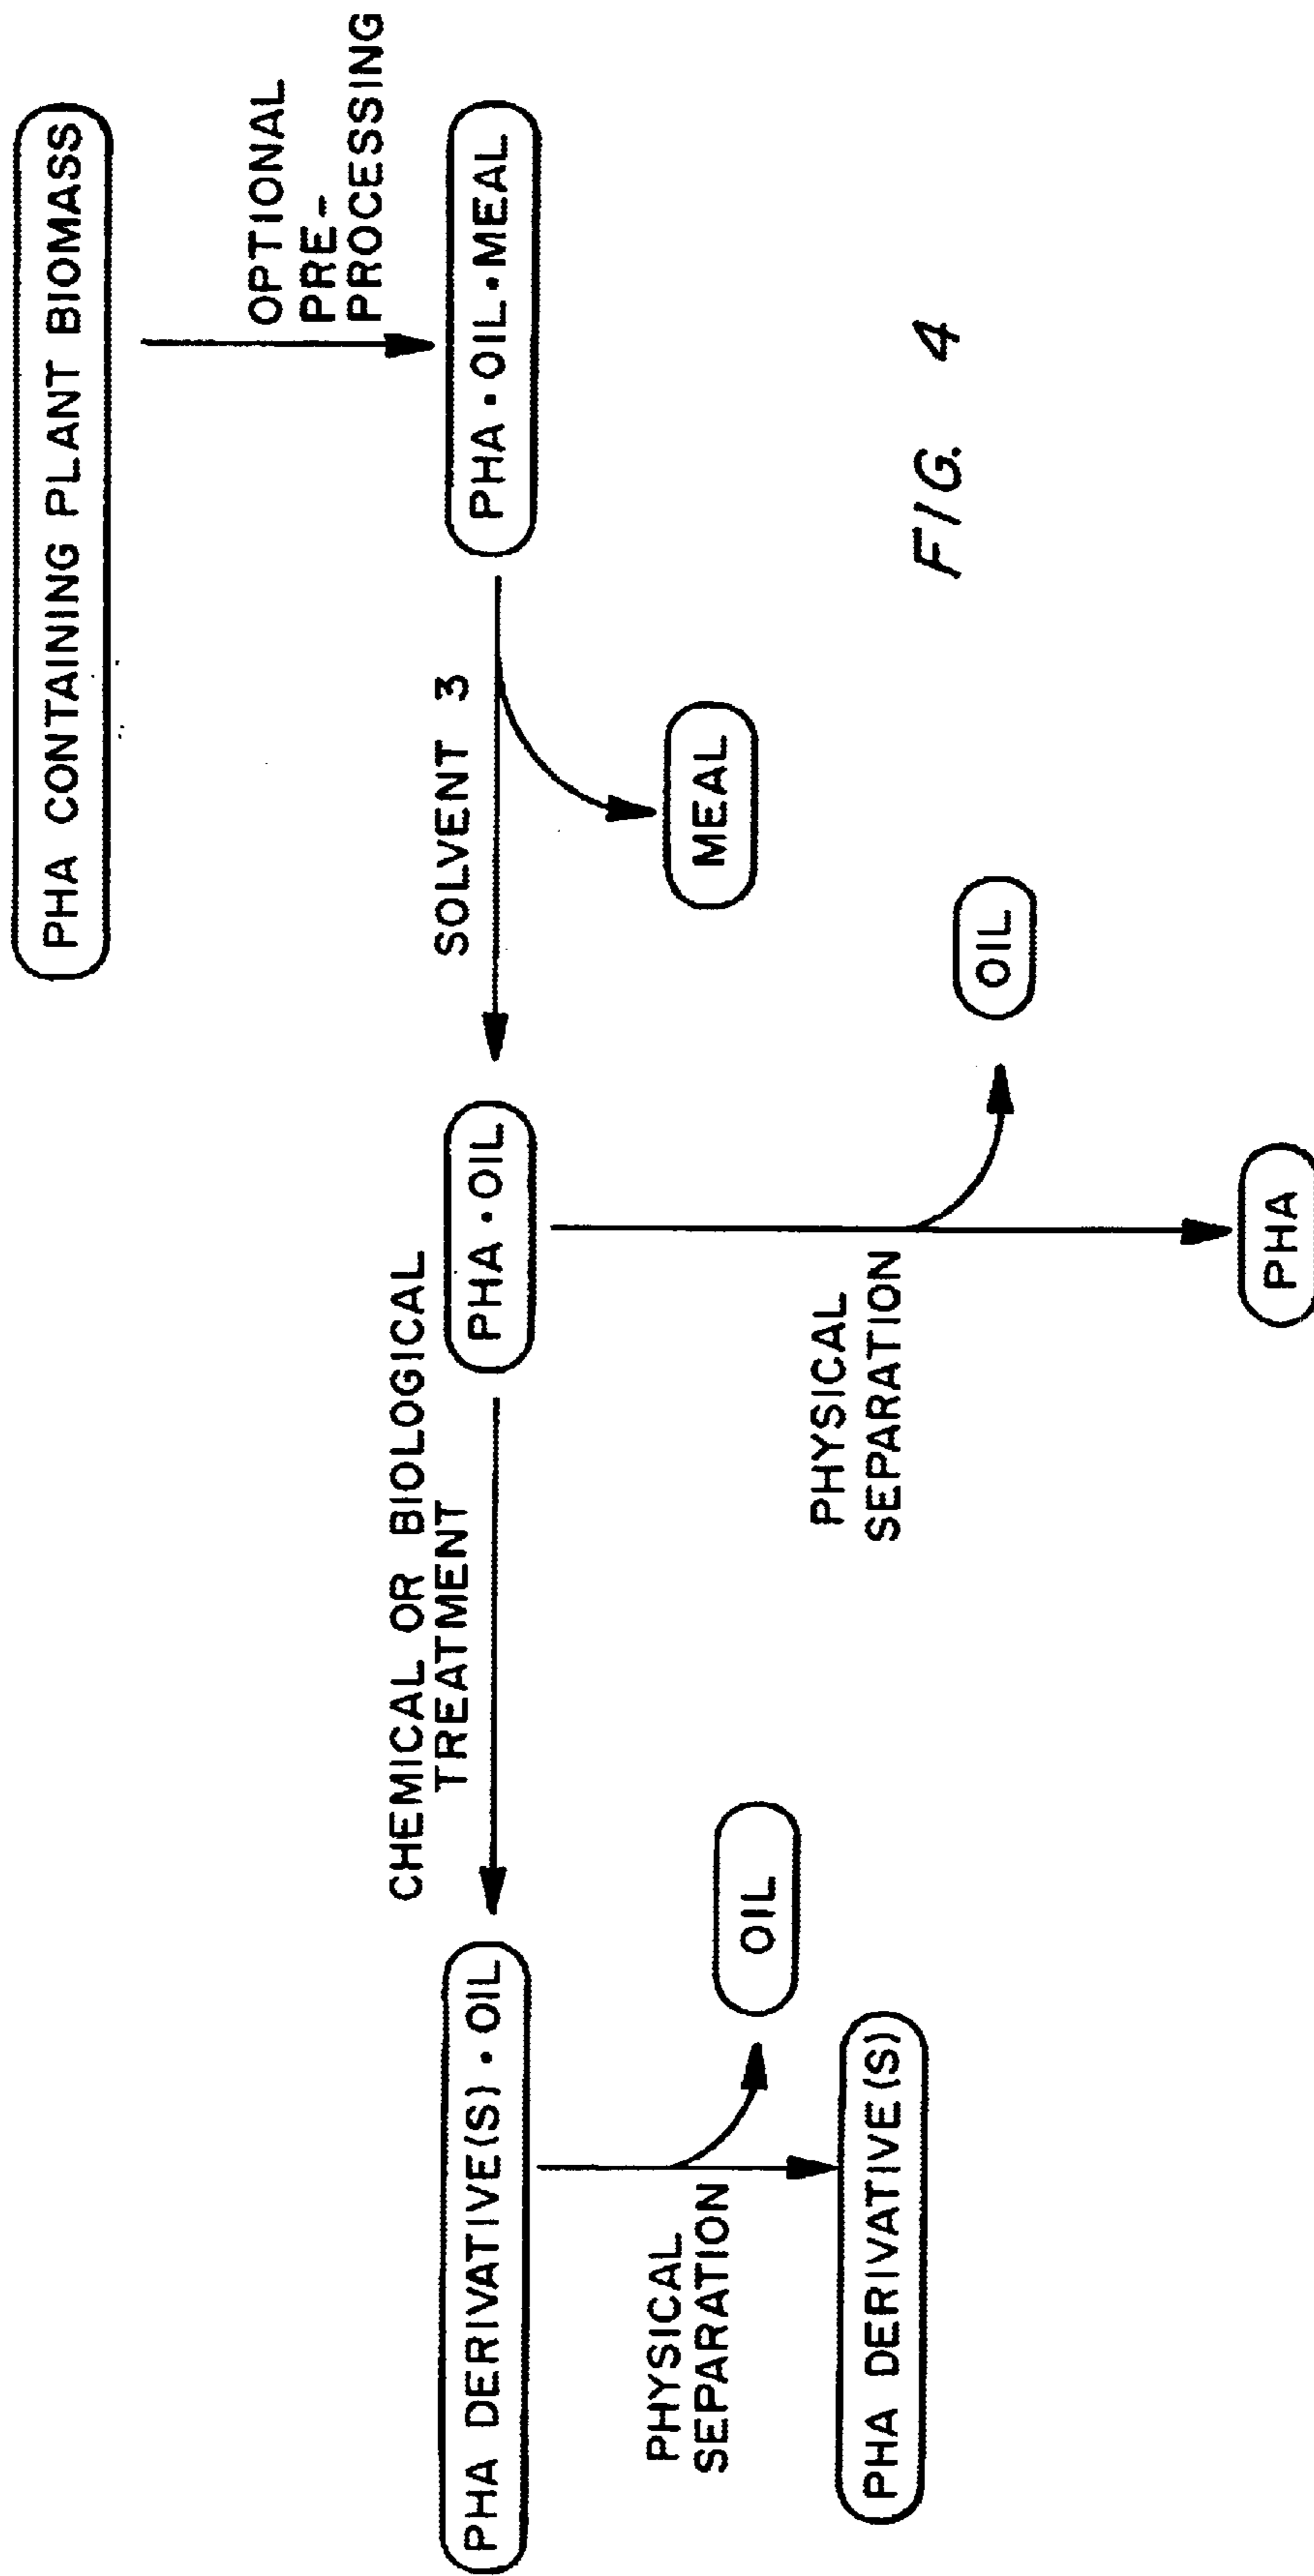 PHA CONTAINING PLANT BIOMASS
OPTIONAL
PRE-
PROCESSING
PHA·OIL·MEAL
SOLVENT 3
MEAL
PHA·OIL
CHEMICAL OR BIOLOGICAL
TREATMENT
PHA DERIVATIVE(S)·OIL
PHYSICAL
SEPARATION
OIL
PHA
PHYSICAL
SEPARATION
OIL
PHA DERIVATIVE(S)
FIG. 4